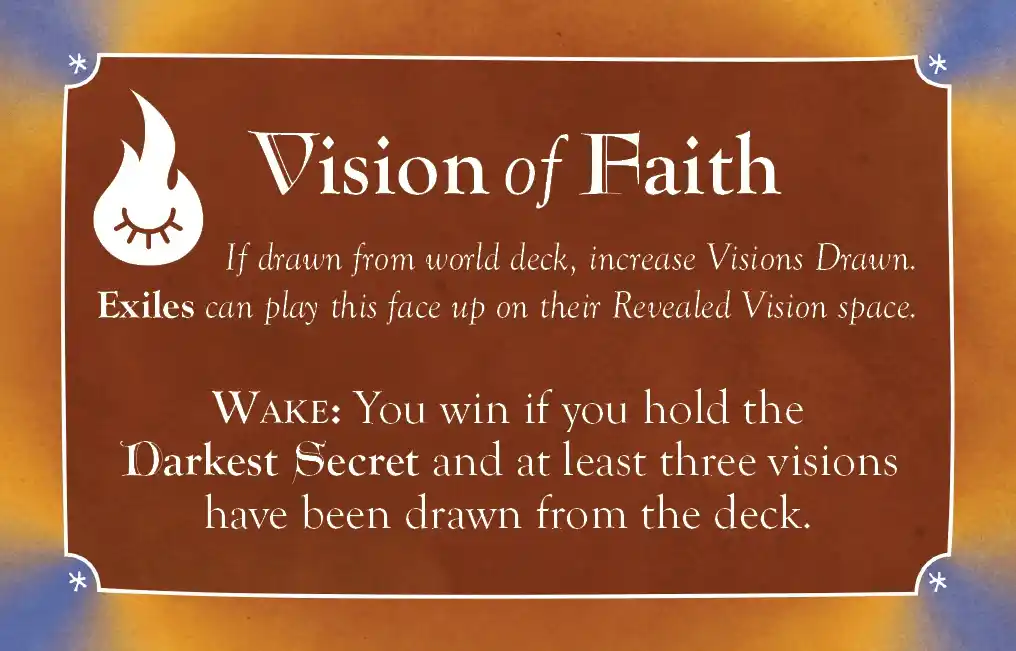 Vision of Faith
If drawn from world deck, increase Visions Drawn.
Exiles can play this face up on their Revealed Vision space.
WAKE: You win if you hold the
Darkest Secret and at least three visions
have been drawn from the deck.